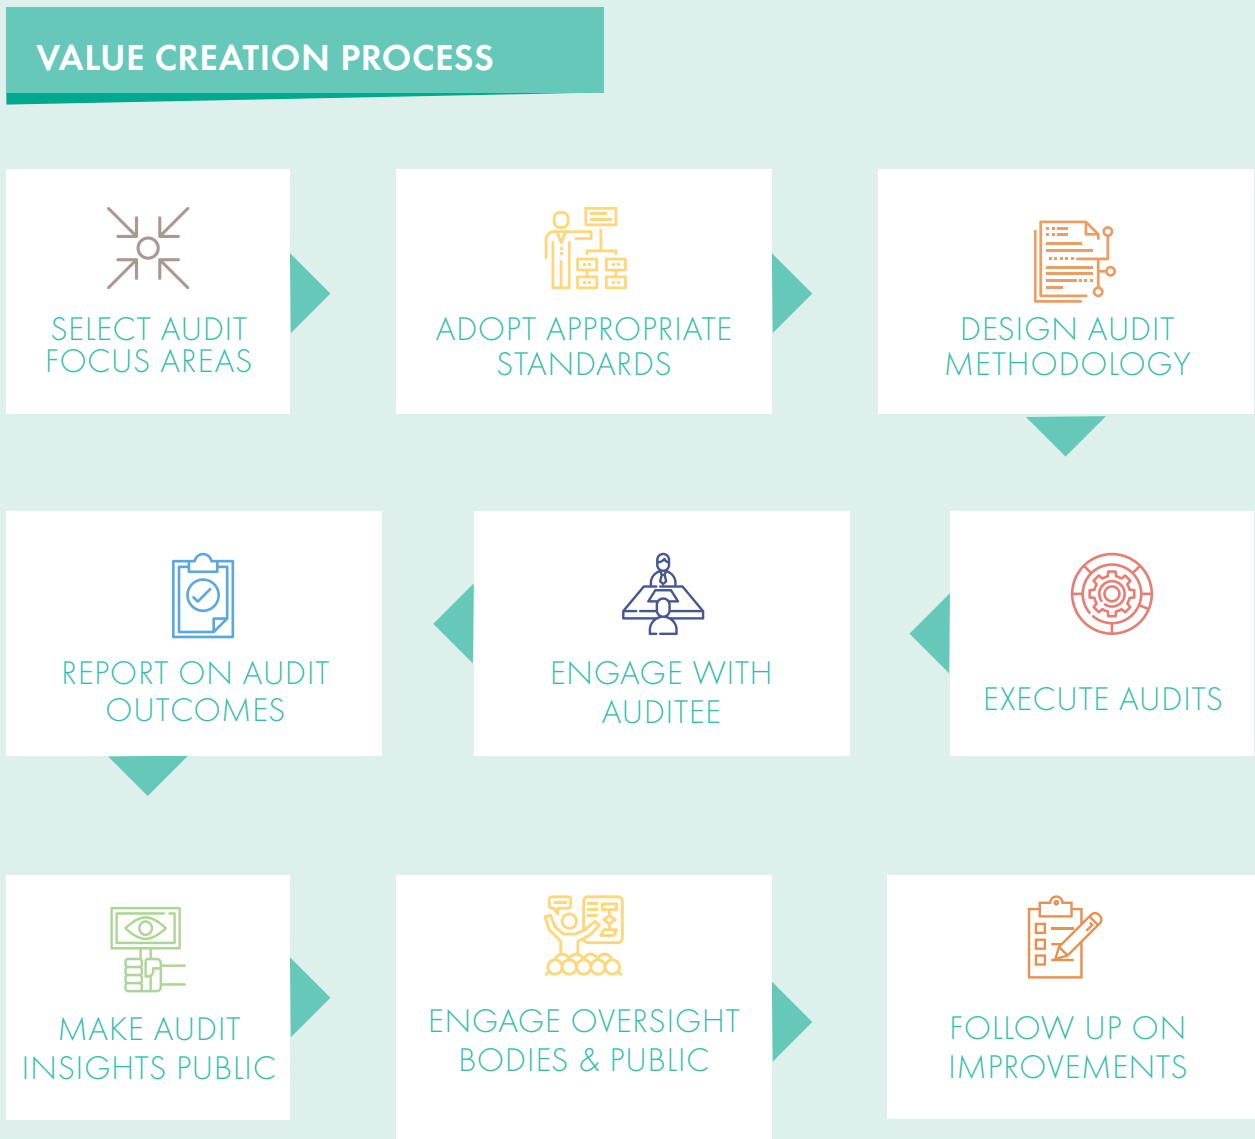 VALUE CREATION PROCESS
SELECT AUDIT
FOCUS AREAS
ADOPT APPROPRIATE
STANDARDS
DESIGN AUDIT
METHODOLOGY
REPORT ON AUDIT
OUTCOMES
ENGAGE WITH
AUDITEE
EXECUTE AUDITS
MAKE AUDIT
INSIGHTS PUBLIC
ENGAGE OVERSIGHT
BODIES & PUBLIC
FOLLOW UP ON
IMPROVEMENTS